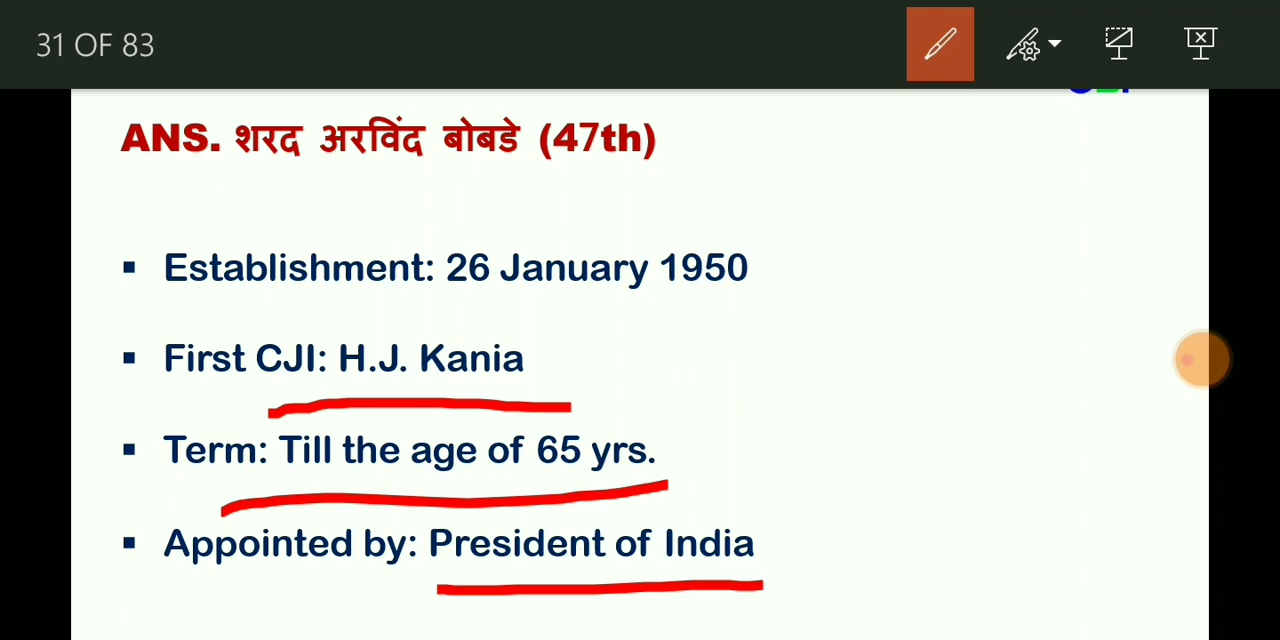 31 OF 83
ANS. शरद अरविंद बोबडे (47th)
▪ Establishment: 26 January 1950
▪ First CJI: H.J. Kania
▪ Term: Till the age of 65 yrs.
▪ Appointed by: President of India